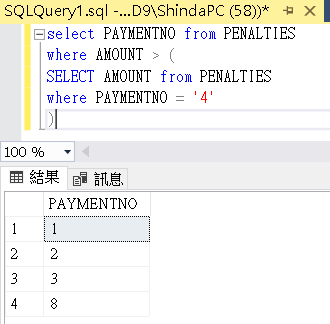 SQLQuery1.sql -...D9\ShindaPC (58))*
select PAYMENTNO from PENALTIES
where AMOUNT > (
SELECT AMOUNT from PENALTIES
where PAYMENTNO = '4'
)
100 %
結果 訊息
PAYMENTNO
1 1
2 2
3 3
4 8